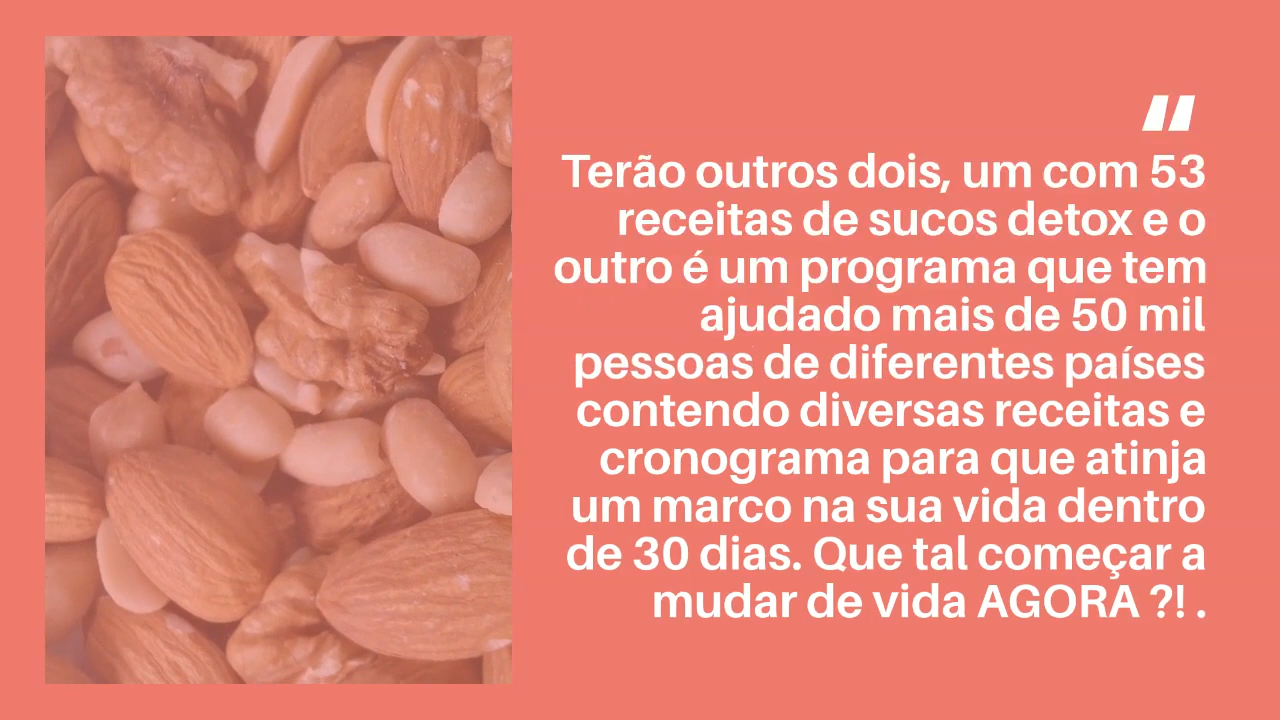 "
Terão outros dois, um com 53
receitas de sucos detox e o
outro é um programa que tem
ajudado mais de 50 mil
pessoas de diferentes países
contendo diversas receitas e
cronograma para que atinja
um marco na sua vida dentro
de 30 dias. Que tal começar a
mudar de vida AGORA ?! .